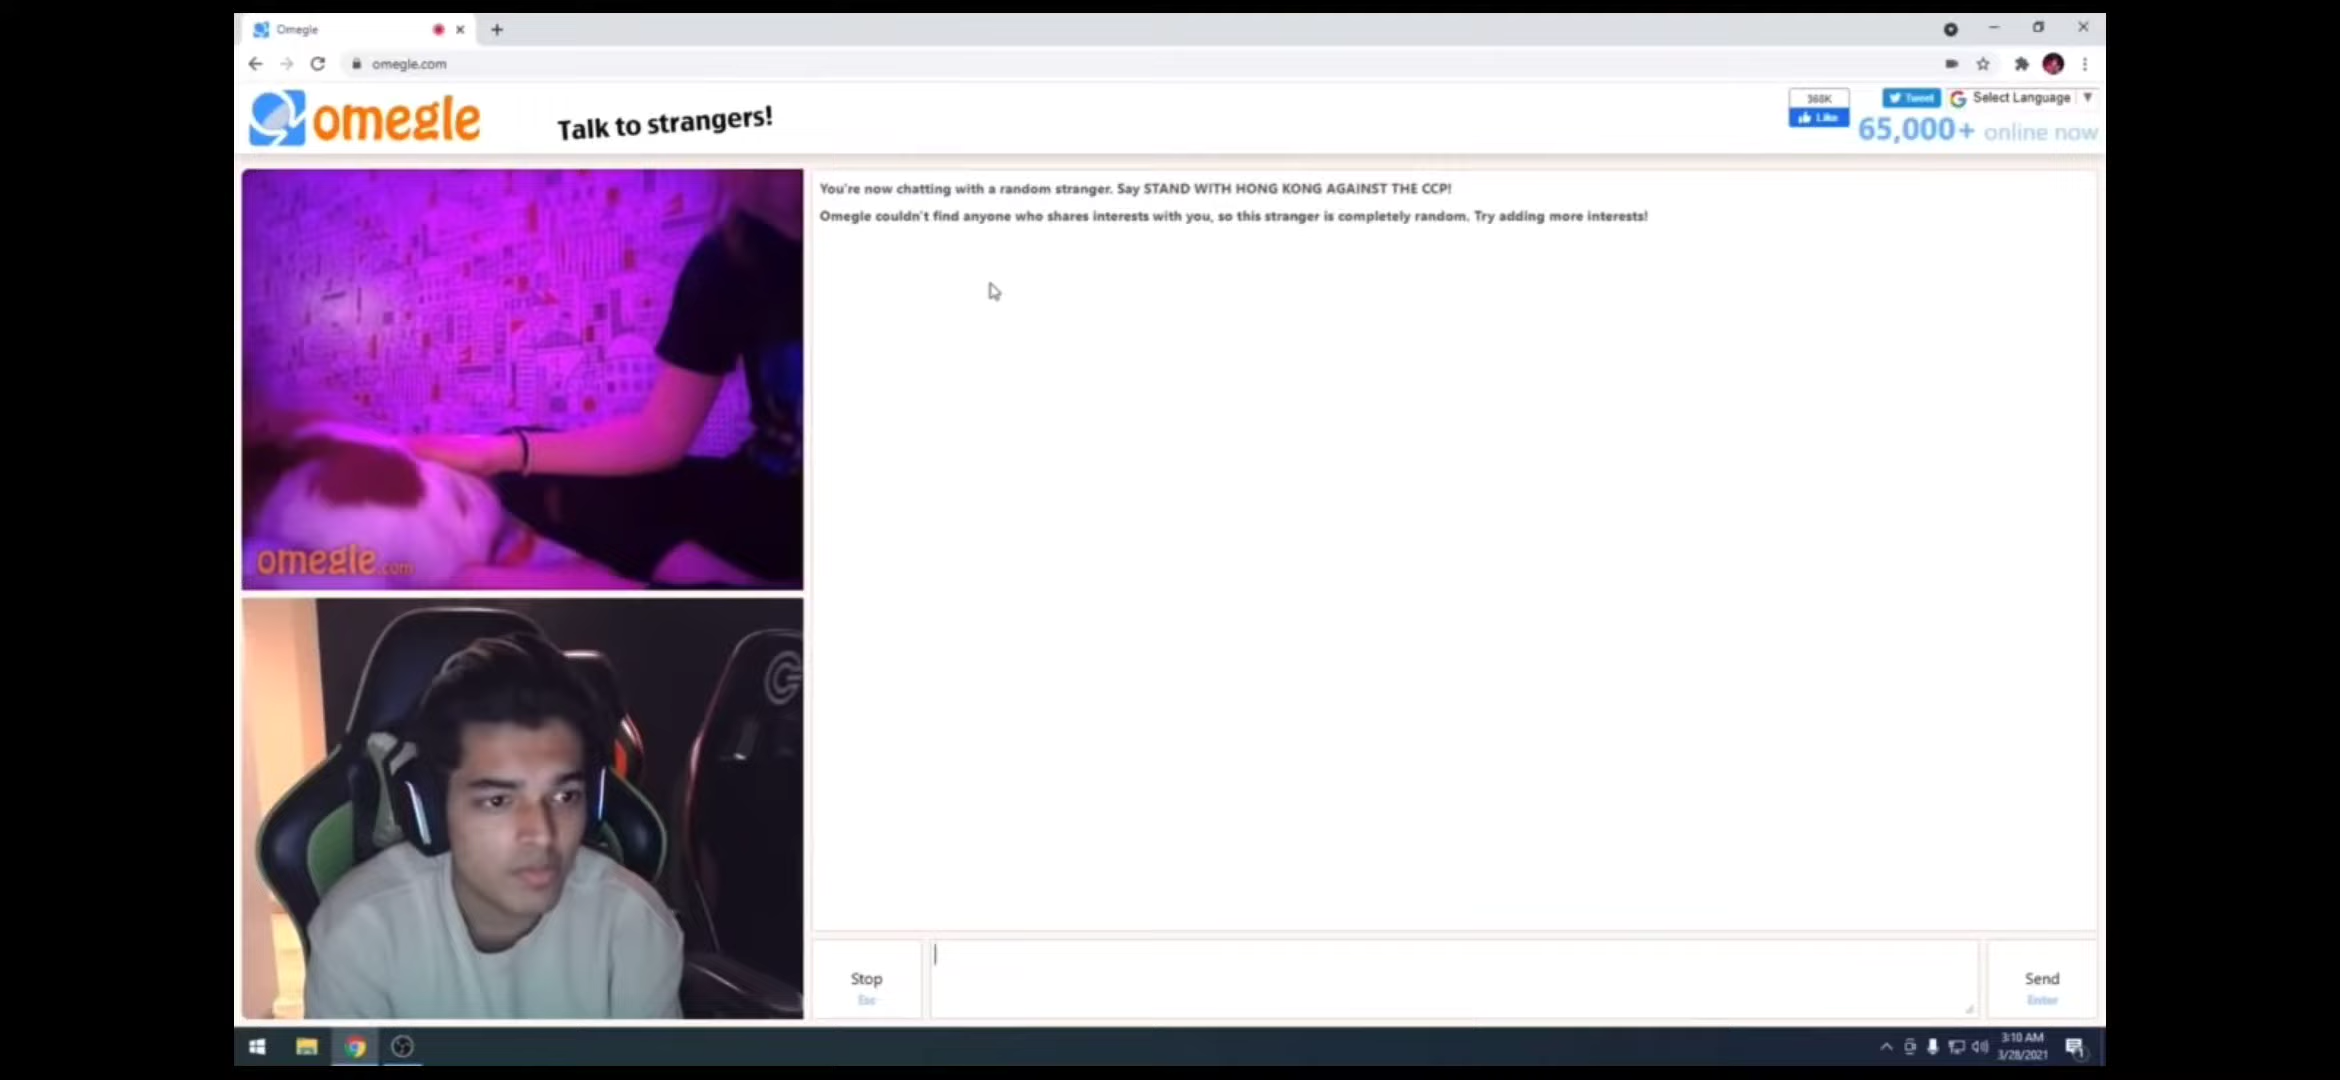 Omegle
omegle.com
omegle
Talk to strangers!
368K
Like
Tweet
Select Language
65,000+ online now
You're now chatting with a random stranger. Say STAND WITH HONG KONG AGAINST THE CCP!
Omegle couldn't find anyone who shares interests with you, so this stranger is completely random. Try adding more interests!
omegle.com
Stop
Esc
Send
Enter
3:10 AM
3/28/2021